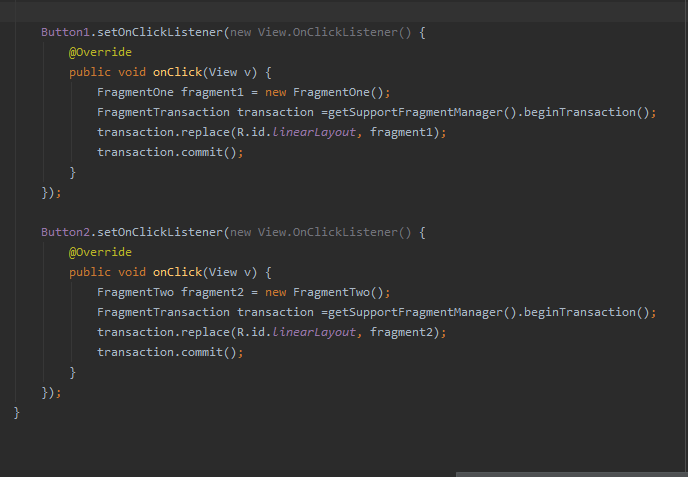 Button1.setOnClickListener(new View.OnClickListener() {
@Override
public void onClick(View v) {
FragmentOne fragment1 = new FragmentOne();
FragmentTransaction transaction =getSupportFragmentManager().beginTransaction();
transaction.replace(R.id.linearLayout, fragment1);
transaction.commit();
}
});
Button2.setOnClickListener(new View.OnClickListener() {
@Override
public void onClick(View v) {
FragmentTwo fragment2 = new FragmentTwo();
FragmentTransaction transaction =getSupportFragmentManager().beginTransaction();
transaction.replace(R.id.linearLayout, fragment2);
transaction.commit();
}
});
}